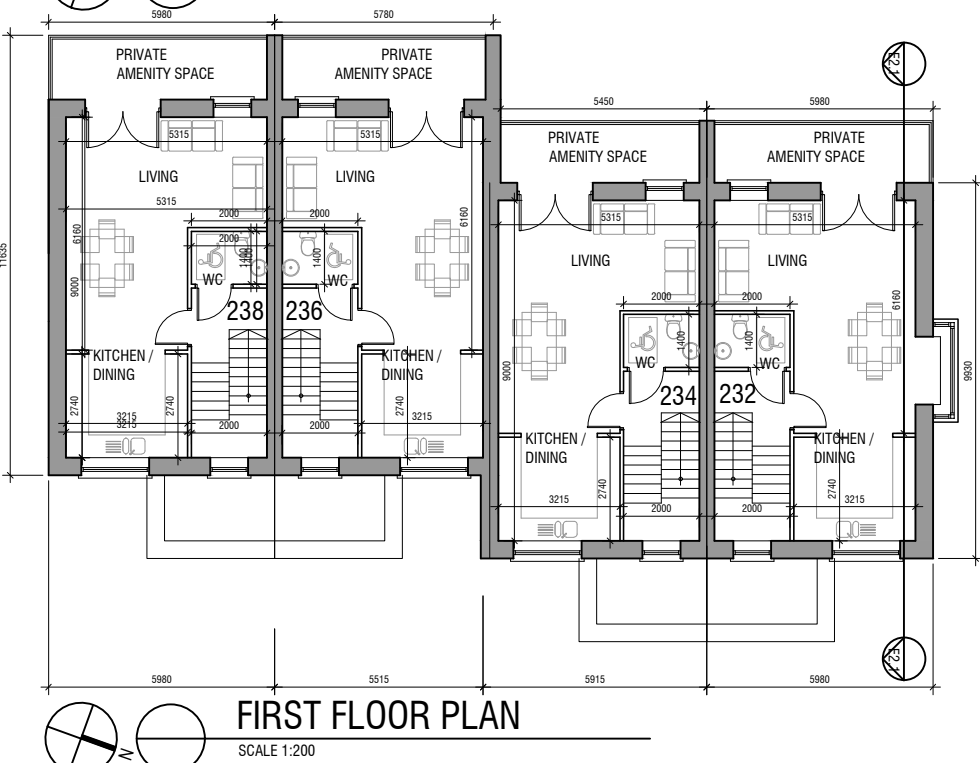 5980
5780
PRIVATE
AMENITY SPACE
PRIVATE
AMENITY SPACE
5450
5980
PRIVATE
AMENITY SPACE
PRIVATE
AMENITY SPACE
5315
5315
LIVING
LIVING
5315
2000
2000
2000
6160
6160
1400
1400
1400
11635
9000
WC
WC
238
236
KITCHEN /
DINING
KITCHEN /
DINING
2740
2740
2740
3215
3215
3215
2000
2000
5315
5315
LIVING
LIVING
2000
2000
6160
1400
1400
9000
WC
WC
234
232
9930
KITCHEN /
DINING
KITCHEN /
DINING
2740
2740
3215
3215
2000
2000
5980
5515
5915
5980
N
FIRST FLOOR PLAN
SCALE 1:200